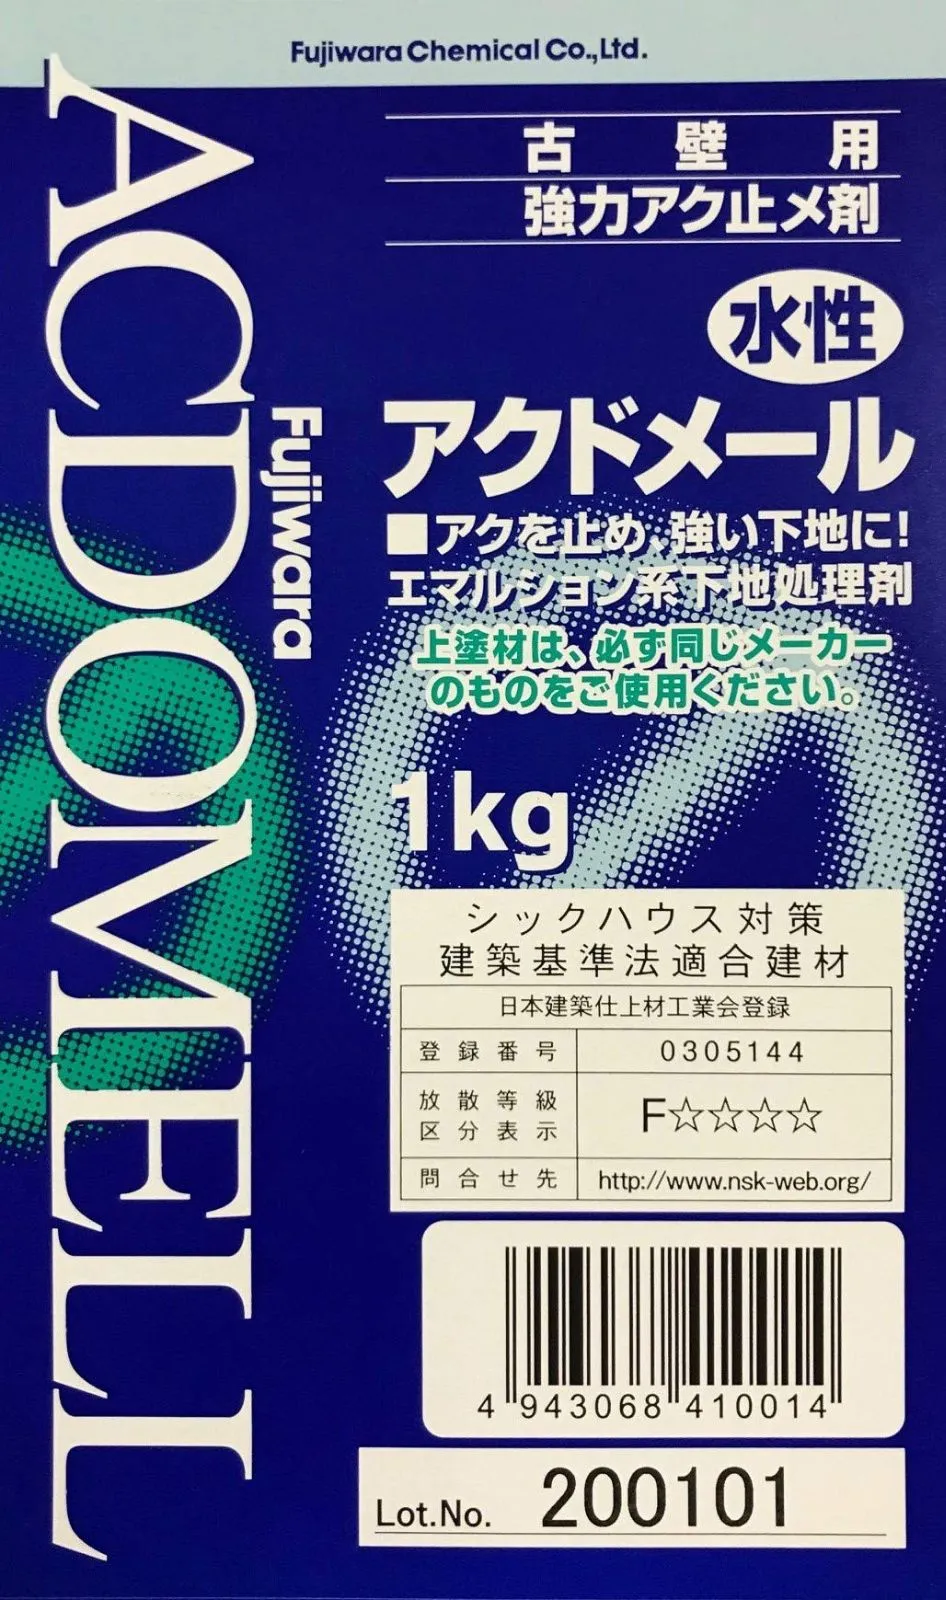 Fujiwara Chemical Co.,Ltd.
ACDOMELL
Fujiwara
古壁用
強力アク止メ剤
水性
アクドメール
■アクを止め、強い下地に!
エマルション系下地処理剤
上塗材は、必ず同じメーカー
のものをご使用ください。
1kg
シックハウス対策
建築基準法適合建材
日本建築仕上材工業会登録
登録番号 0305144
放散等級
区分表示 F☆☆☆☆
問合せ先 http://www.nsk-web.org/
4 943068 410014
Lot.No. 200101